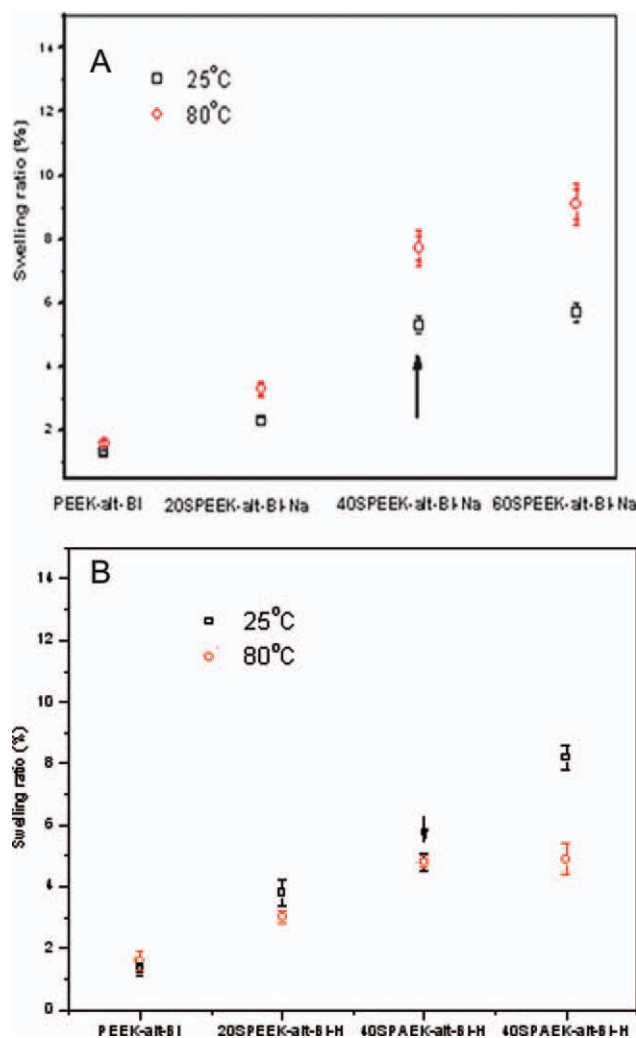 A
25°C
80°C
14
12
10
8
6
4
2
Swelling ratio (%)
PEEK-alt-BI 20SPEEK-alt-BI-Na 40SPEEK-alt-BI-Na 60SPEEK-alt-BI-Na
B
25°C
80°C
14
12
10
8
6
4
2
0
Swelling ratio (%)
PEEK-alt-BI 20SPEEK-alt-BI-H 40SPAEK-alt-BI-H 40SPAEK-alt-BI-H